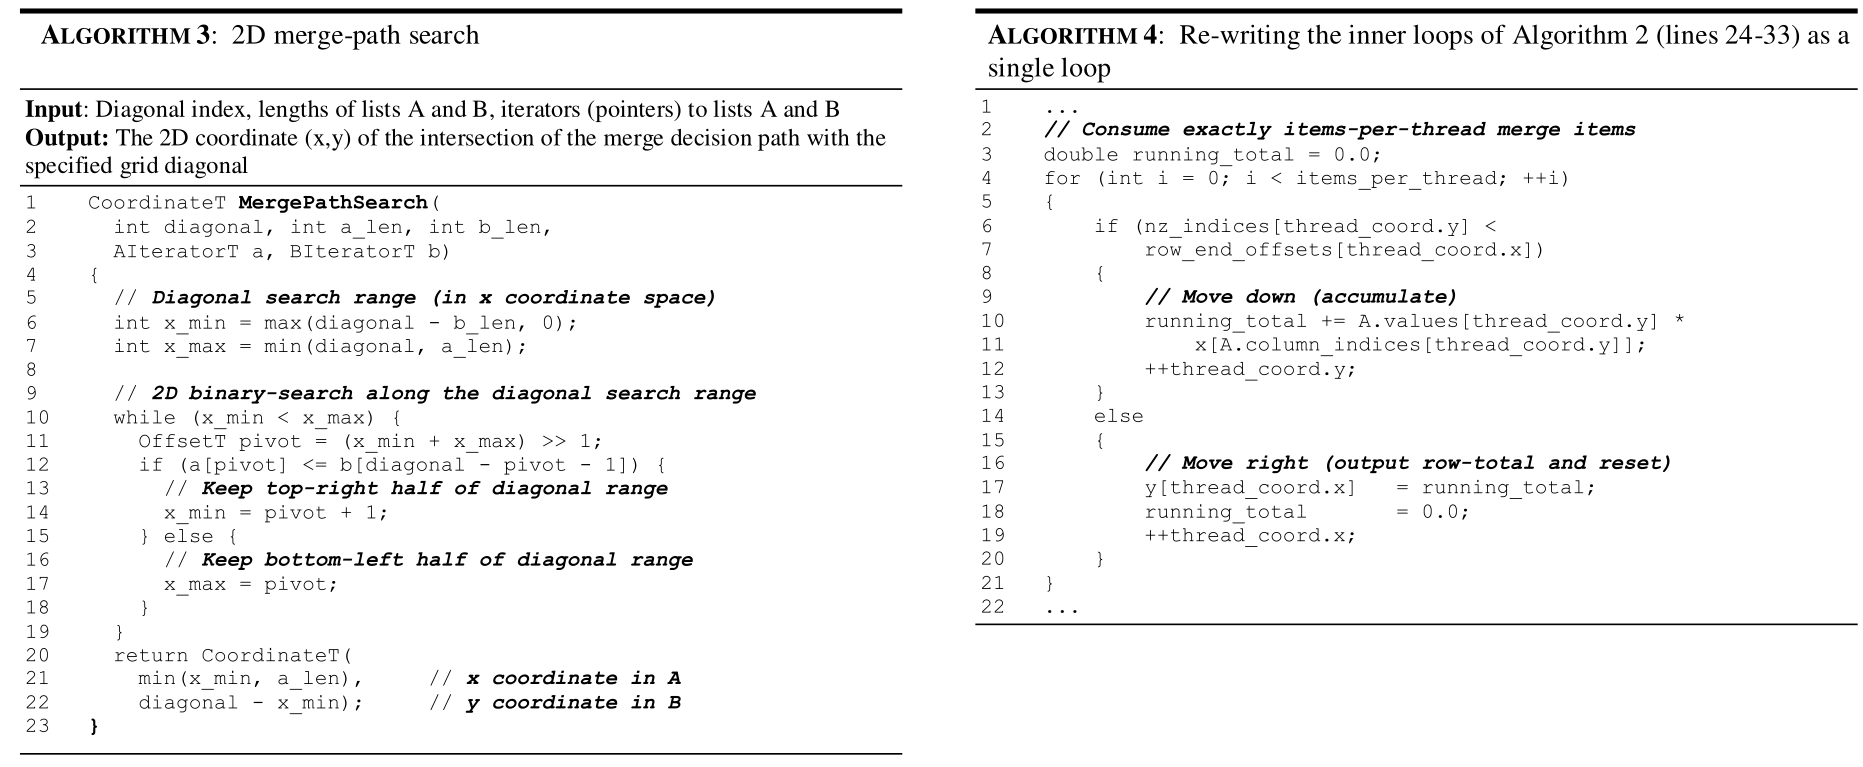 ALGORITHM 3: 2D merge-path search
Input: Diagonal index, lengths of lists A and B, iterators (pointers) to lists A and B
Output: The 2D coordinate (x,y) of the intersection of the merge decision path with the
specified grid diagonal
1 CoordinateT MergePathSearch(
2 int diagonal, int a_len, int b_len,
3 AIteratorT a, BIteratorT b)
4 {
5 // Diagonal search range (in x coordinate space)
6 int x_min = max(diagonal - b_len, 0);
7 int x_max = min(diagonal, a_len);
8
9 // 2D binary-search along the diagonal search range
10 while (x_min < x_max) {
11 OffsetT pivot = (x_min + x_max) >> 1;
12 if (a[pivot] <= b[diagonal - pivot - 1]) {
13 // Keep top-right half of diagonal range
14 x_min = pivot + 1;
15 } else {
16 // Keep bottom-left half of diagonal range
17 x_max = pivot;
18 }
19 }
20 return CoordinateT(
21 min(x_min, a_len), // x coordinate in A
22 diagonal - x_min); // y coordinate in B
23 }
ALGORITHM 4: Re-writing the inner loops of Algorithm 2 (lines 24-33) as a
single loop
1 ...
2 // Consume exactly items-per-thread merge items
3 double running_total = 0.0;
4 for (int i = 0; i < items_per_thread; ++i)
5 {
6 if (nz_indices[thread_coord.y] <
7 row_end_offsets[thread_coord.x])
8 {
9 // Move down (accumulate)
10 running_total += A.values[thread_coord.y] *
11 x[A.column_indices[thread_coord.y]];
12 ++thread_coord.y;
13 }
14 else
15 {
16 // Move right (output row-total and reset)
17 y[thread_coord.x] = running_total;
18 running_total = 0.0;
19 ++thread_coord.x;
20 }
21 }
22 ...